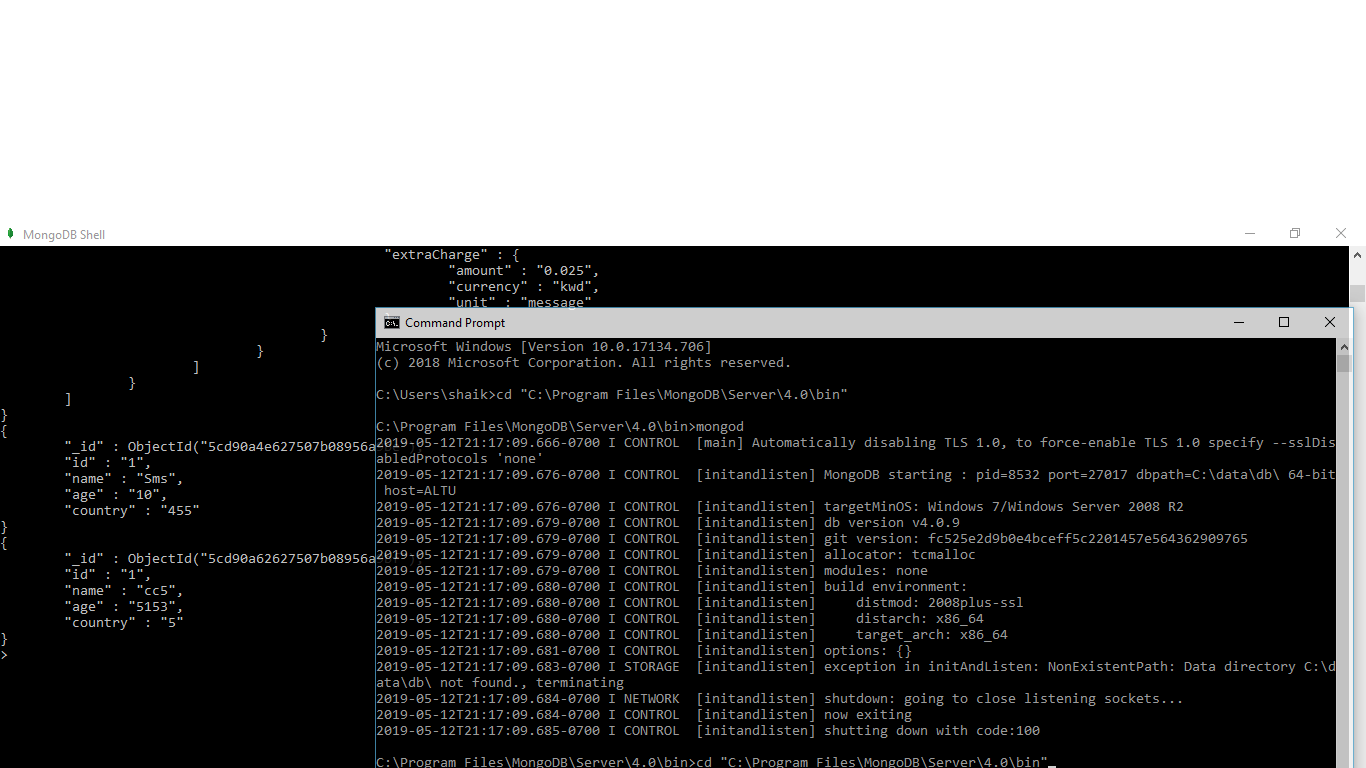 MongoDB Shell
"extraCharge" : {
"amount" : "0.025",
"currency" : "kwd",
"unit" : "message"
}
}
]
}
]
}
{
"_id" : ObjectId("5cd90a4e627507b08956a
"id" : "1",
"name" : "Sms",
"age" : "10",
"country" : "455"
}
{
"_id" : ObjectId("5cd90a62627507b08956a
"id" : "1",
"name" : "cc5",
"age" : "5153",
"country" : "5"
}
>
Command Prompt
Microsoft Windows [Version 10.0.17134.706]
(c) 2018 Microsoft Corporation. All rights reserved.
C:\Users\shaik>cd "C:\Program Files\MongoDB\Server\4.0\bin"
C:\Program Files\MongoDB\Server\4.0\bin>mongod
2019-05-12T21:17:09.666-0700 I CONTROL  [main] Automatically disabling TLS 1.0, to force-enable TLS 1.0 specify --sslDis
abledProtocols 'none'
2019-05-12T21:17:09.676-0700 I CONTROL  [initandlisten] MongoDB starting : pid=8532 port=27017 dbpath=C:\data\db\ 64-bit
host=ALTU
2019-05-12T21:17:09.676-0700 I CONTROL  [initandlisten] targetMinOS: Windows 7/Windows Server 2008 R2
2019-05-12T21:17:09.679-0700 I CONTROL  [initandlisten] db version v4.0.9
2019-05-12T21:17:09.679-0700 I CONTROL  [initandlisten] git version: fc525e2d9b0e4bceff5c2201457e564362909765
2019-05-12T21:17:09.679-0700 I CONTROL  [initandlisten] allocator: tcmalloc
2019-05-12T21:17:09.679-0700 I CONTROL  [initandlisten] modules: none
2019-05-12T21:17:09.680-0700 I CONTROL  [initandlisten] build environment:
2019-05-12T21:17:09.680-0700 I CONTROL  [initandlisten]     distmod: 2008plus-ssl
2019-05-12T21:17:09.680-0700 I CONTROL  [initandlisten]     distarch: x86_64
2019-05-12T21:17:09.680-0700 I CONTROL  [initandlisten]     target_arch: x86_64
2019-05-12T21:17:09.681-0700 I CONTROL  [initandlisten] options: {}
2019-05-12T21:17:09.683-0700 I STORAGE  [initandlisten] exception in initAndListen: NonExistentPath: Data directory C:\d
ata\db\ not found., terminating
2019-05-12T21:17:09.684-0700 I NETWORK  [initandlisten] shutdown: going to close listening sockets...
2019-05-12T21:17:09.684-0700 I CONTROL  [initandlisten] now exiting
2019-05-12T21:17:09.685-0700 I CONTROL  [initandlisten] shutting down with code:100
C:\Program Files\MongoDB\Server\4.0\bin>cd "C:\Program Files\MongoDB\Server\4.0\bin"